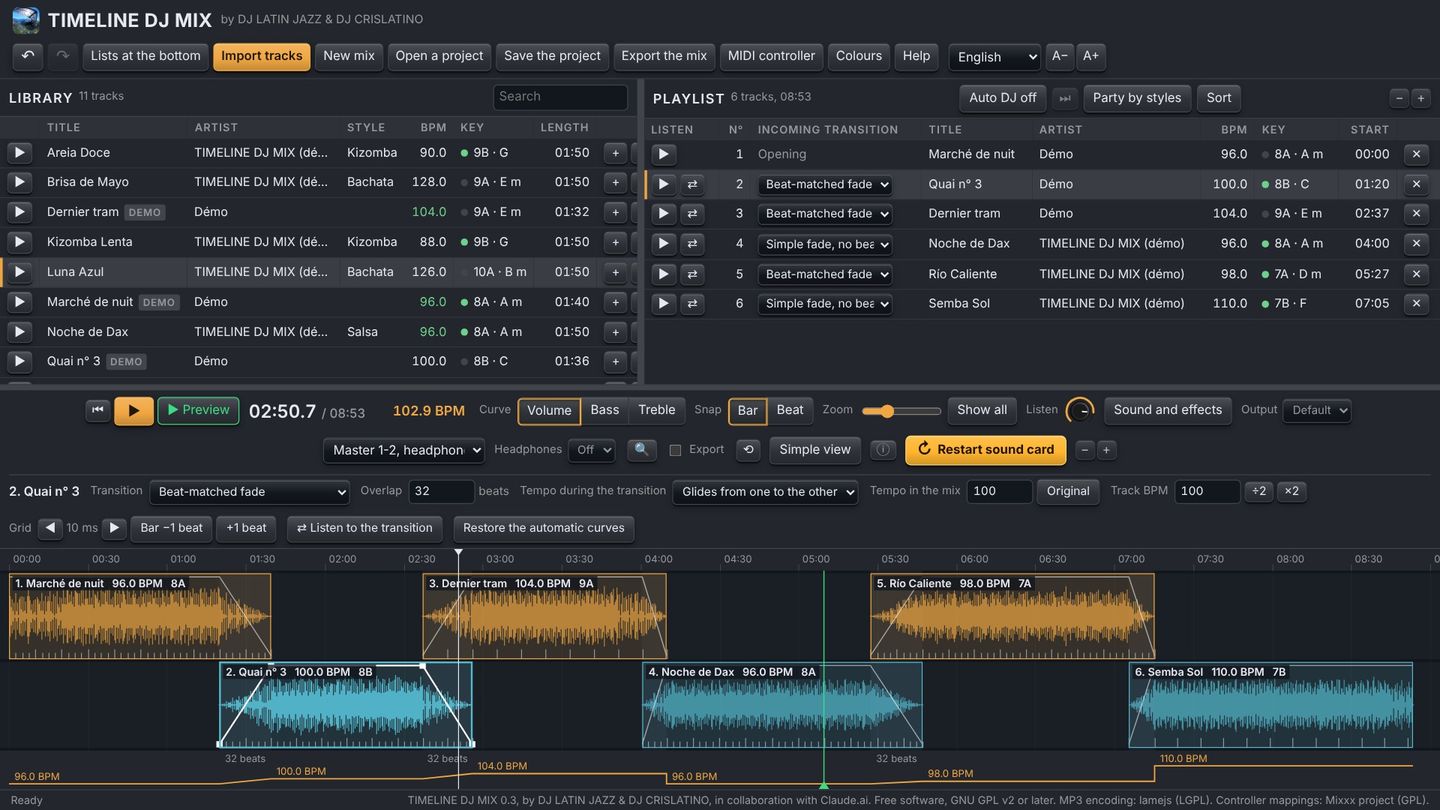 TIMELINE DJ MIX by DJ LATIN JAZZ & DJ CRISLATINO
↶ ↷ Lists at the bottom Import tracks New mix Open a project Save the project Export the mix MIDI controller Colours Help English A− A+
LIBRARY 11 tracks Search
TITLE ARTIST STYLE BPM KEY LENGTH
Areia Doce TIMELINE DJ MIX (dé... Kizomba 90.0 9B · G 01:50 +
Brisa de Mayo TIMELINE DJ MIX (dé... Bachata 128.0 9A · E m 01:50 +
Dernier tram DEMO Démo 104.0 9A · E m 01:32 +
Kizomba Lenta TIMELINE DJ MIX (dé... Kizomba 88.0 9B · G 01:50 +
Luna Azul TIMELINE DJ MIX (dé... Bachata 126.0 10A · B m 01:50 +
Marché de nuit DEMO Démo 96.0 8A · A m 01:40 +
Noche de Dax TIMELINE DJ MIX (dé... Salsa 96.0 8A · A m 01:50 +
Quai n° 3 DEMO Démo 100.0 8B · C 01:36 +
PLAYLIST 6 tracks, 08:53 Auto DJ off Party by styles Sort − +
LISTEN N° INCOMING TRANSITION TITLE ARTIST BPM KEY START
1 Opening Marché de nuit Démo 96.0 8A · A m 00:00 ×
2 Beat-matched fade Quai n° 3 Démo 100.0 8B · C 01:20 ×
3 Beat-matched fade Dernier tram Démo 104.0 9A · E m 02:37 ×
4 Simple fade, no bea Noche de Dax TIMELINE DJ MIX (démo) 96.0 8A · A m 04:00 ×
5 Beat-matched fade Río Caliente TIMELINE DJ MIX (démo) 98.0 7A · D m 05:27 ×
6 Simple fade, no bea Semba Sol TIMELINE DJ MIX (démo) 110.0 7B · F 07:05 ×
Preview 02:50.7 / 08:53 102.9 BPM Curve Volume Bass Treble Snap Bar Beat Zoom Show all Listen Sound and effects Output Default
Master 1-2, headphon Headphones Off Export Simple view Restart sound card − +
2. Quai n° 3 Transition Beat-matched fade Overlap 32 beats Tempo during the transition Glides from one to the other Tempo in the mix 100 Original Track BPM 100 ÷2 ×2
Grid 10 ms Bar −1 beat +1 beat ⇄ Listen to the transition Restore the automatic curves
00:00 00:30 01:00 01:30 02:00 02:30 03:00 03:30 04:00 04:30 05:00 05:30 06:00 06:30 07:00 07:30 08:00 08:30
1. Marché de nuit 96.0 BPM 8A 3. Dernier tram 104.0 BPM 9A 5. Río Caliente 98.0 BPM 7A
2. Quai n° 3 100.0 BPM 8B 4. Noche de Dax 96.0 BPM 8A 6. Semba Sol 110.0 BPM 7B
32 beats 32 beats 32 beats
96.0 BPM 100.0 BPM 104.0 BPM 96.0 BPM 98.0 BPM 110.0 BPM
Ready TIMELINE DJ MIX 0.3, by DJ LATIN JAZZ & DJ CRISLATINO, in collaboration with Claude.ai. Free software, GNU GPL v2 or later. MP3 encoding: lamejs (LGPL). Controller mappings: Mixxx project (GPL).